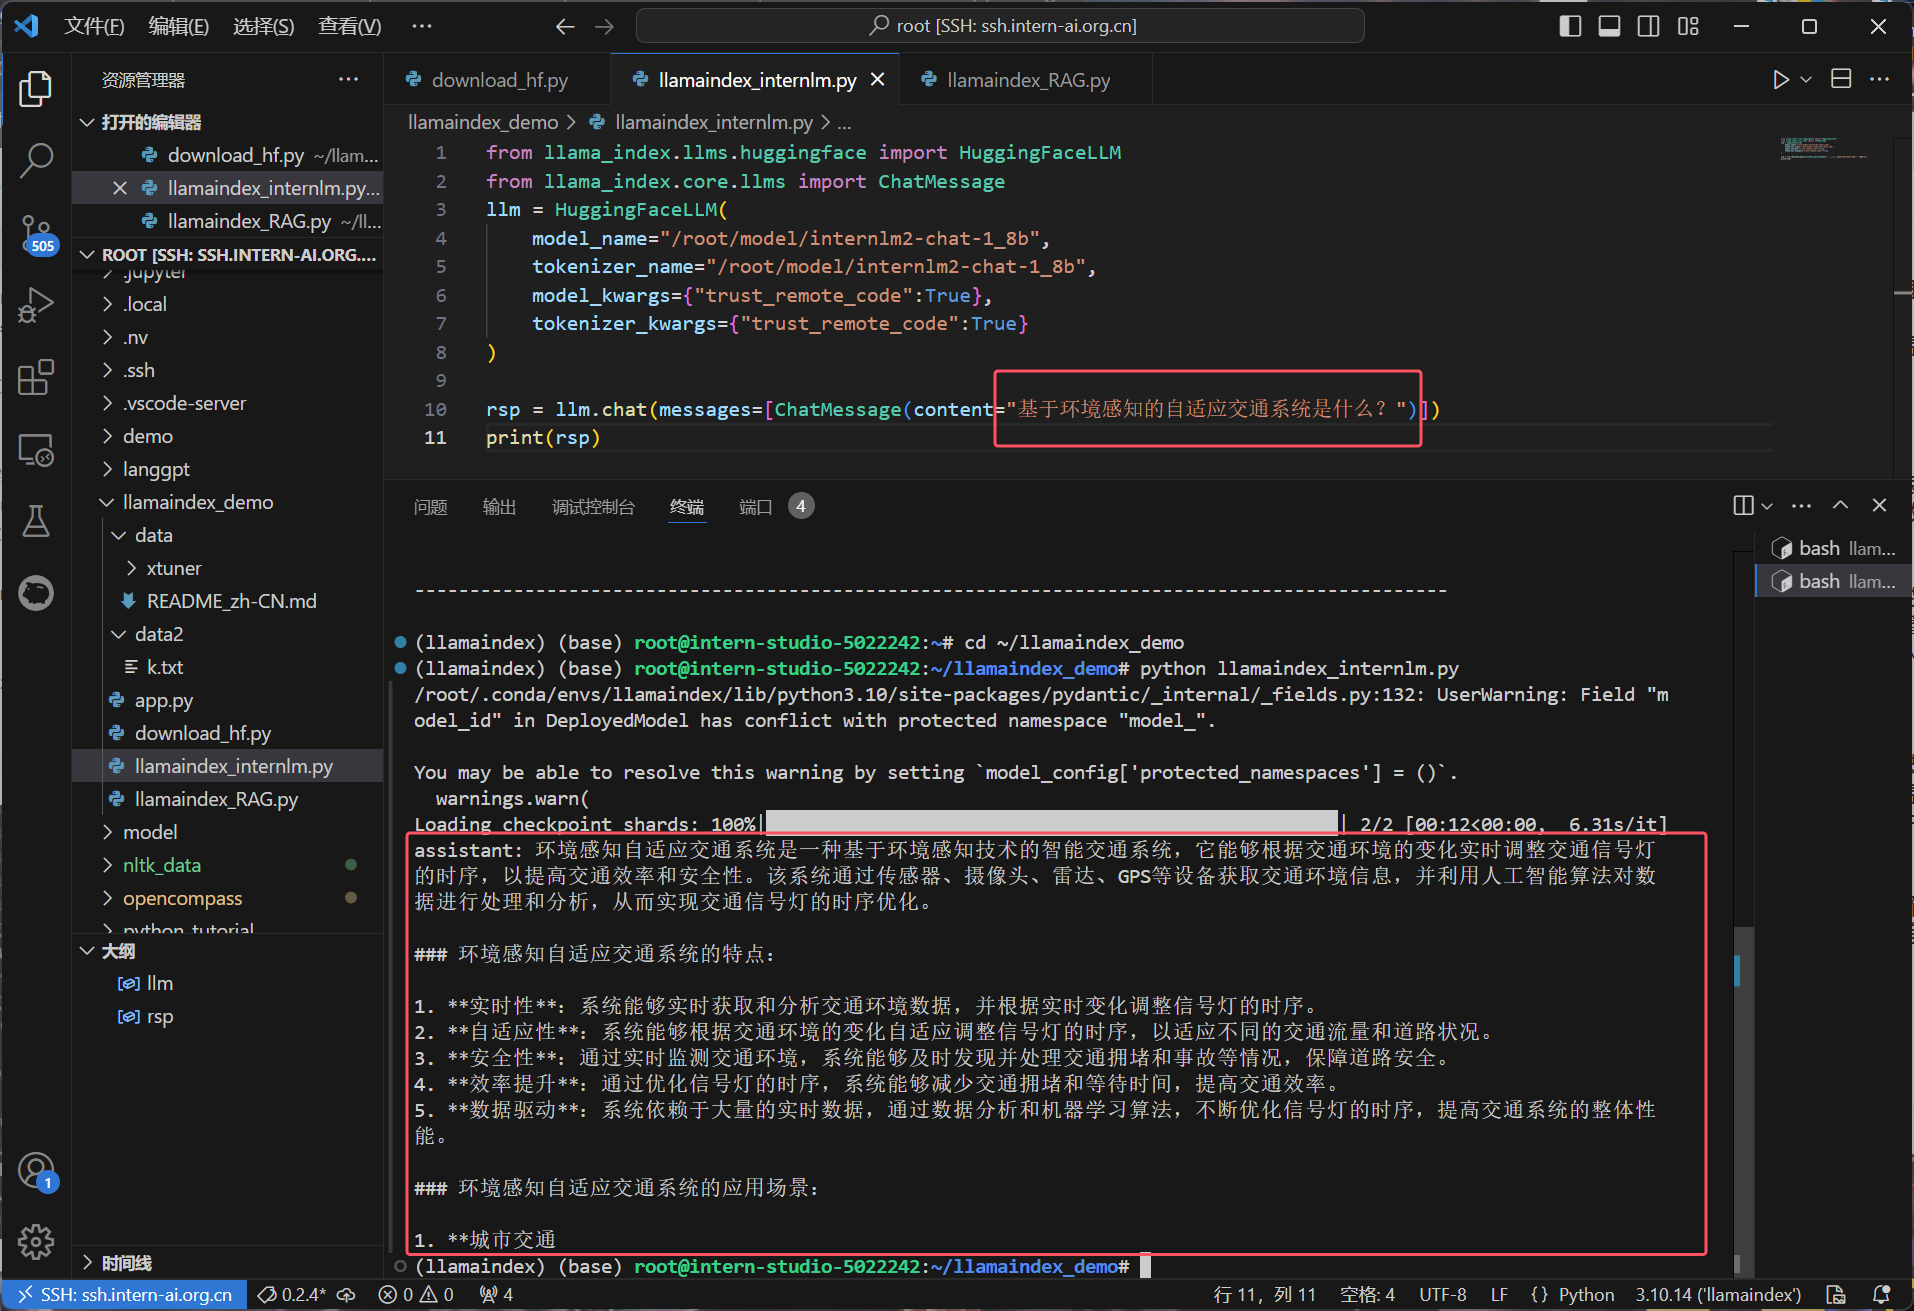 文件(F) 编辑(E) 选择(S) 查看(V) ··· root [SSH: ssh.intern-ai.org.cn]
资源管理器 ···
打开的编辑器
download_hf.py ~/llam...
llamaindex_internlm.py...
llamaindex_RAG.py ~/ll...
ROOT [SSH: SSH.INTERN-AI.ORG....
.jupyter
.local
.nv
.ssh
.vscode-server
demo
langgpt
llamaindex_demo
data
xtuner
README_zh-CN.md
data2
k.txt
app.py
download_hf.py
llamaindex_internlm.py
llamaindex_RAG.py
model
nltk_data
opencompass
python_tutorial
大纲
llm
rsp
时间线
505
1
download_hf.py llamaindex_internlm.py llamaindex_RAG.py
llamaindex_demo > llamaindex_internlm.py > ...
1 from llama_index.llms.huggingface import HuggingFaceLLM
2 from llama_index.core.llms import ChatMessage
3 llm = HuggingFaceLLM(
4 model_name="/root/model/internlm2-chat-1_8b",
5 tokenizer_name="/root/model/internlm2-chat-1_8b",
6 model_kwargs={"trust_remote_code":True},
7 tokenizer_kwargs={"trust_remote_code":True}
8 )
9
10 rsp = llm.chat(messages=[ChatMessage(content="基于环境感知的自适应交通系统是什么？")])
11 print(rsp)
问题 输出 调试控制台 终端 端口 4
bash llam...
bash llam...
----------------------------------------------------------------------------------------------
(llamaindex) (base) root@intern-studio-5022242:~# cd ~/llamaindex_demo
(llamaindex) (base) root@intern-studio-5022242:~/llamaindex_demo# python llamaindex_internlm.py
/root/.conda/envs/llamaindex/lib/python3.10/site-packages/pydantic/_internal/_fields.py:132: UserWarning: Field "m
odel_id" in DeployedModel has conflict with protected namespace "model_".
You may be able to resolve this warning by setting `model_config['protected_namespaces'] = ()`.
warnings.warn(
Loading checkpoint shards: 100%| | 2/2 [00:12<00:00, 6.31s/it]
assistant: 环境感知自适应交通系统是一种基于环境感知技术的智能交通系统，它能够根据交通环境的变化实时调整交通信号灯
的时序，以提高交通效率和安全性。该系统通过传感器、摄像头、雷达、GPS等设备获取交通环境信息，并利用人工智能算法对数
据进行处理和分析，从而实现交通信号灯的时序优化。
### 环境感知自适应交通系统的特点：
1. **实时性**：系统能够实时获取和分析交通环境数据，并根据实时变化调整信号灯的时序。
2. **自适应性**：系统能够根据交通环境的变化自适应调整信号灯的时序，以适应不同的交通流量和道路状况。
3. **安全性**：通过实时监测交通环境，系统能够及时发现并处理交通拥堵和事故等情况，保障道路安全。
4. **效率提升**：通过优化信号灯的时序，系统能够减少交通拥堵和等待时间，提高交通效率。
5. **数据驱动**：系统依赖于大量的实时数据，通过数据分析和机器学习算法，不断优化信号灯的时序，提高交通系统的整体性
能。
### 环境感知自适应交通系统的应用场景：
1. **城市交通
(llamaindex) (base) root@intern-studio-5022242:~/llamaindex_demo#
SSH: ssh.intern-ai.org.cn 0.2.4* 0 0 4 行 11，列 11 空格: 4 UTF-8 LF {} Python 3.10.14 ('llamaindex')